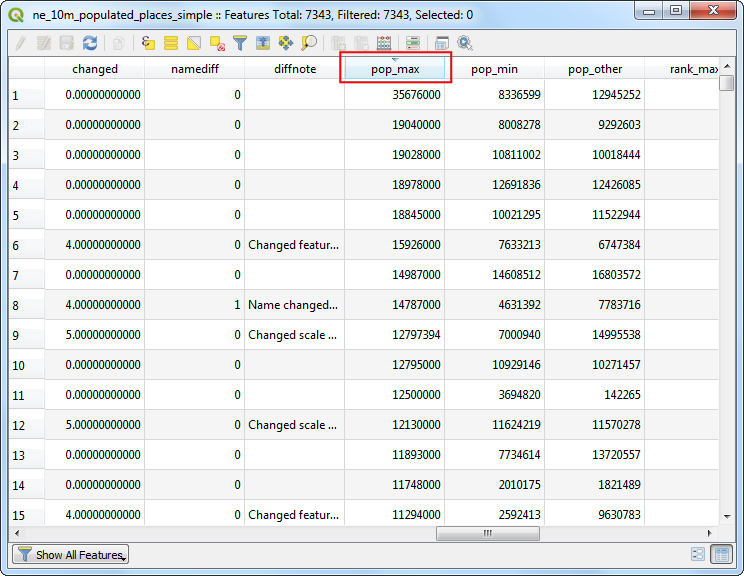 ne_10m_populated_places_simple :: Features Total: 7343, Filtered: 7343, Selected: 0
changed namediff diffnote pop_max pop_min pop_other rank_max
1 0.00000000000 0 35676000 8336599 12945252
2 0.00000000000 0 19040000 8008278 9292603
3 0.00000000000 0 19028000 10811002 10018444
4 0.00000000000 0 18978000 12691836 12426085
5 0.00000000000 0 18845000 10021295 11522944
6 4.00000000000 0 Changed featur... 15926000 7633213 6747384
7 0.00000000000 0 14987000 14608512 16803572
8 4.00000000000 1 Name changed... 14787000 4631392 7783716
9 5.00000000000 0 Changed scale ... 12797394 7000940 14995538
10 0.00000000000 0 12795000 10929146 10271457
11 0.00000000000 0 12500000 3694820 142265
12 5.00000000000 0 Changed scale ... 12130000 11624219 11570278
13 0.00000000000 0 11893000 7734614 13720557
14 0.00000000000 0 11748000 2010175 1821489
15 4.00000000000 0 Changed featur... 11294000 2592413 9630783
Show All Features